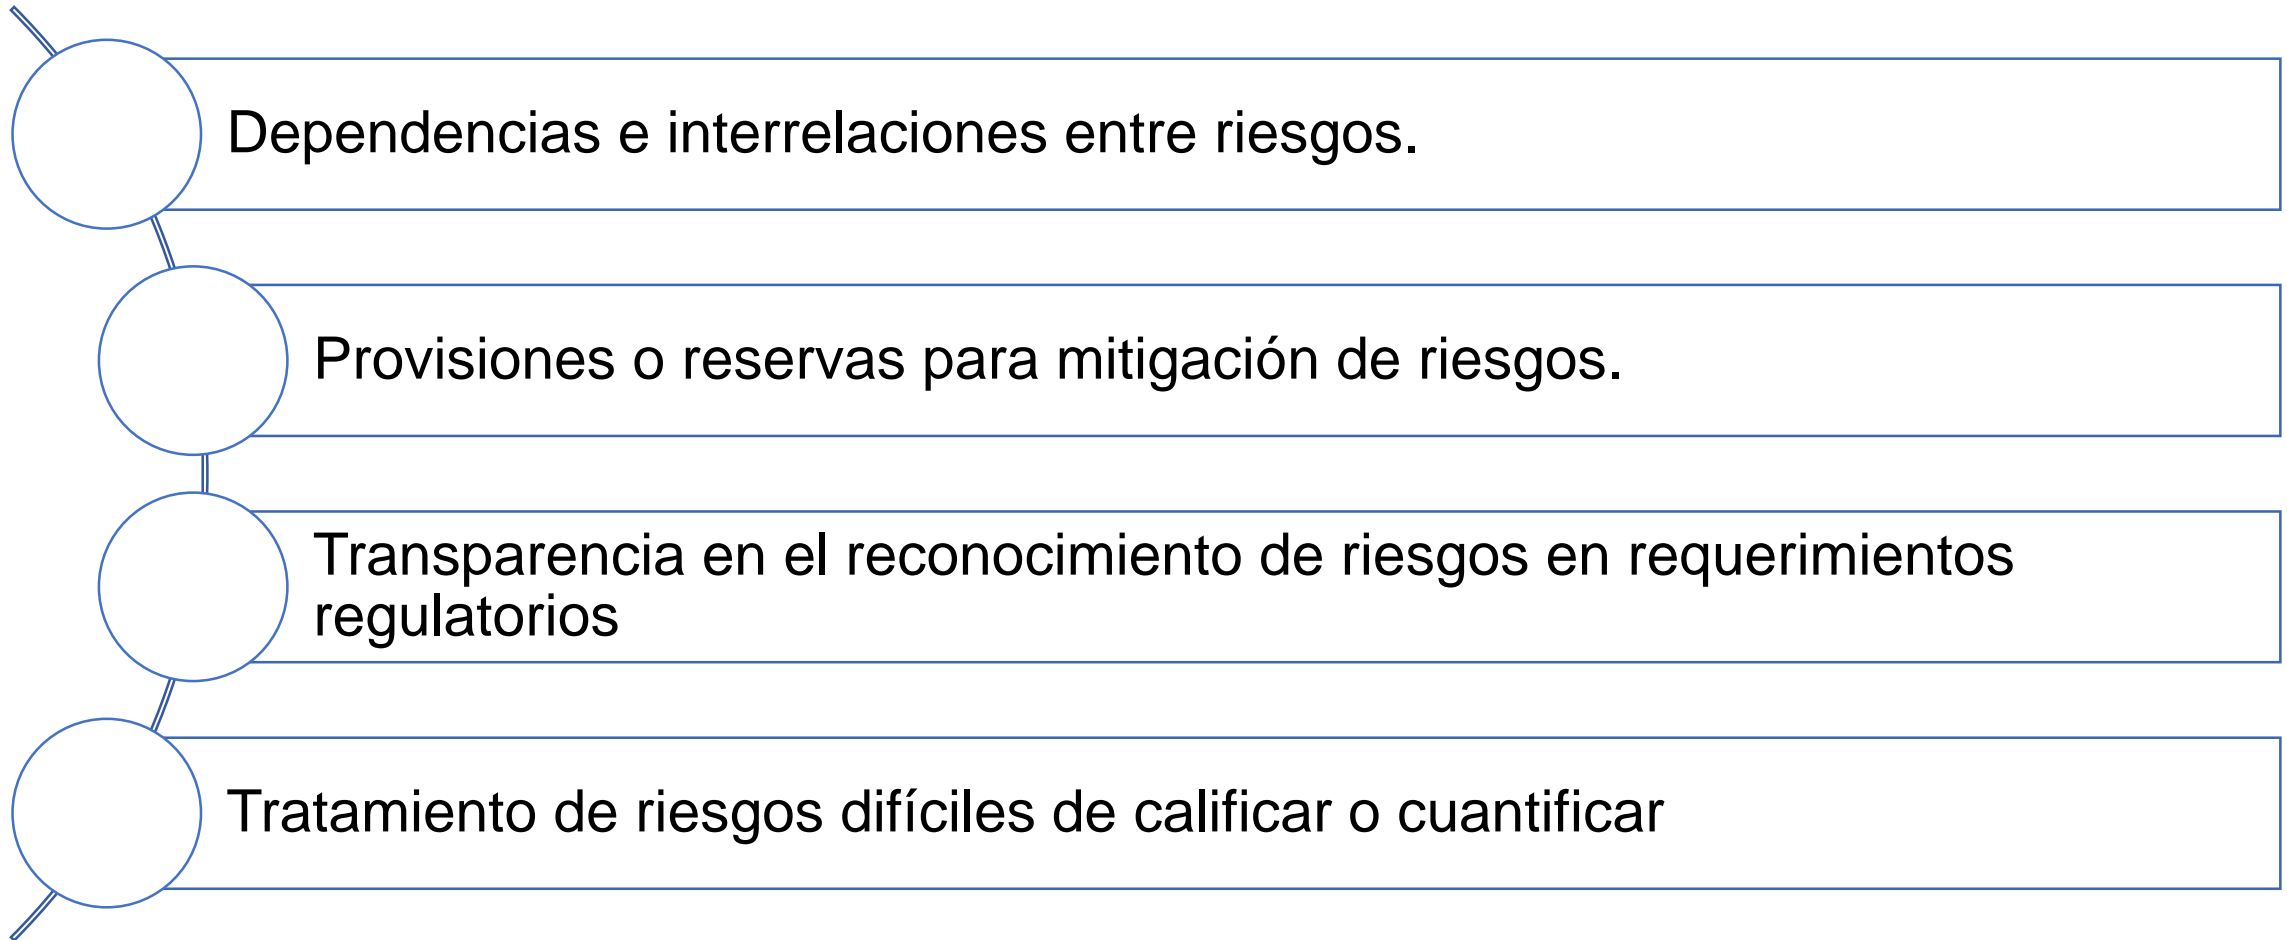 Dependencias e interrelaciones entre riesgos.
Provisiones o reservas para mitigación de riesgos.
Transparencia en el reconocimiento de riesgos en requerimientos
regulatorios
Tratamiento de riesgos difíciles de calificar o cuantificar